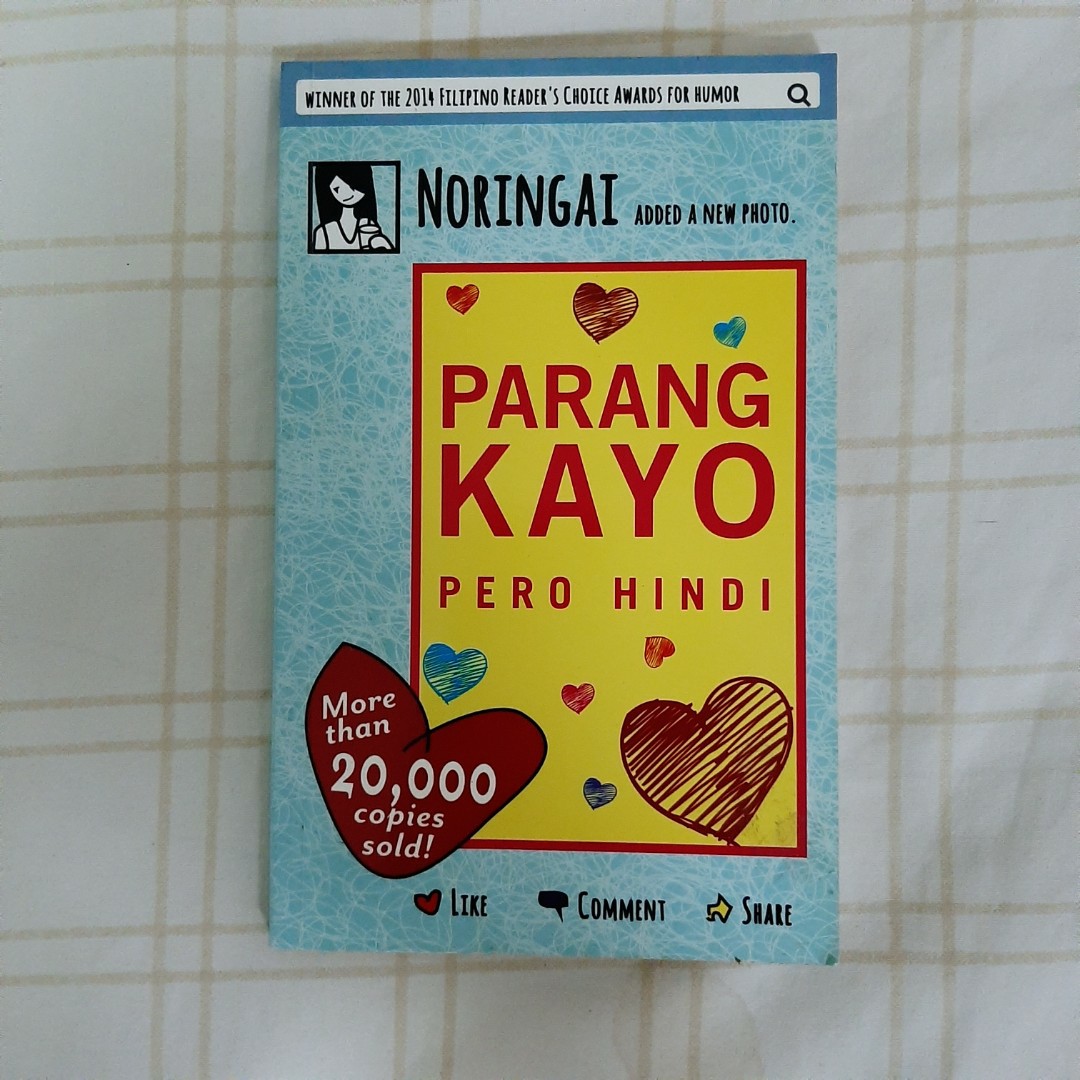 WINNER OF THE 2014 FILIPINO READER'S CHOICE AWARDS FOR HUMOR
NORINGAI ADDED A NEW PHOTO.
PARANG
KAYO
PERO HINDI
More
than
20,000
copies
sold!
LIKE COMMENT SHARE